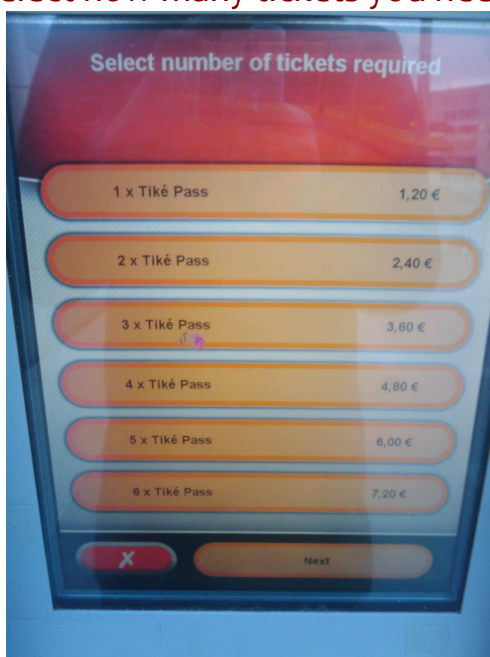 Select number of tickets required
1 x Tiké Pass 1,20 €
2 x Tiké Pass 2,40 €
3 x Tiké Pass 3,60 €
4 x Tiké Pass 4,80 €
5 x Tiké Pass 6,00 €
6 x Tiké Pass 7,20 €
X Next